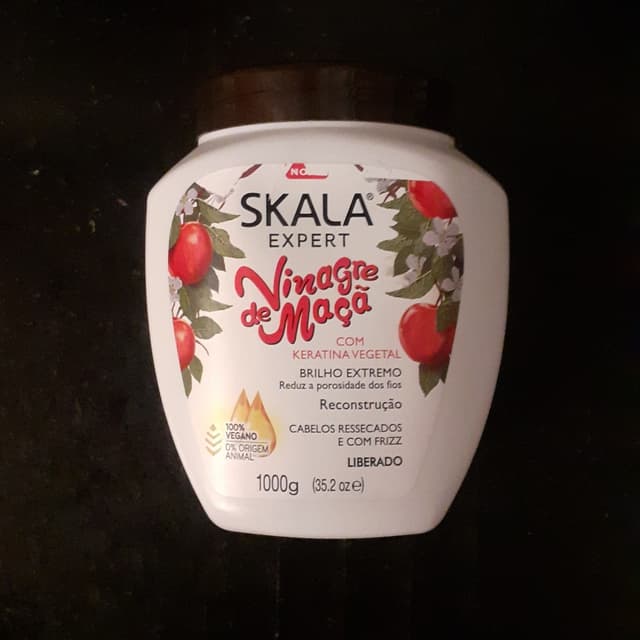 SKALA®
EXPERT
Vinagre
de Maçã
COM
KERATINA VEGETAL
BRILHO EXTREMO
Reduz a porosidade dos fios
Reconstrução
CABELOS RESSECADOS
E COM FRIZZ
LIBERADO
100%
VEGANO
0% ORIGEM
ANIMAL
1000g (35.2 oz℮)